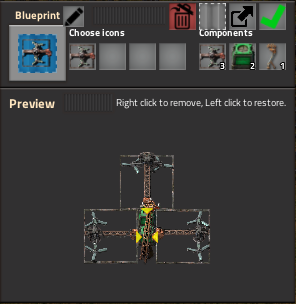 Blueprint
Choose icons
Components
3 2 1
Preview
Right click to remove, Left click to restore.